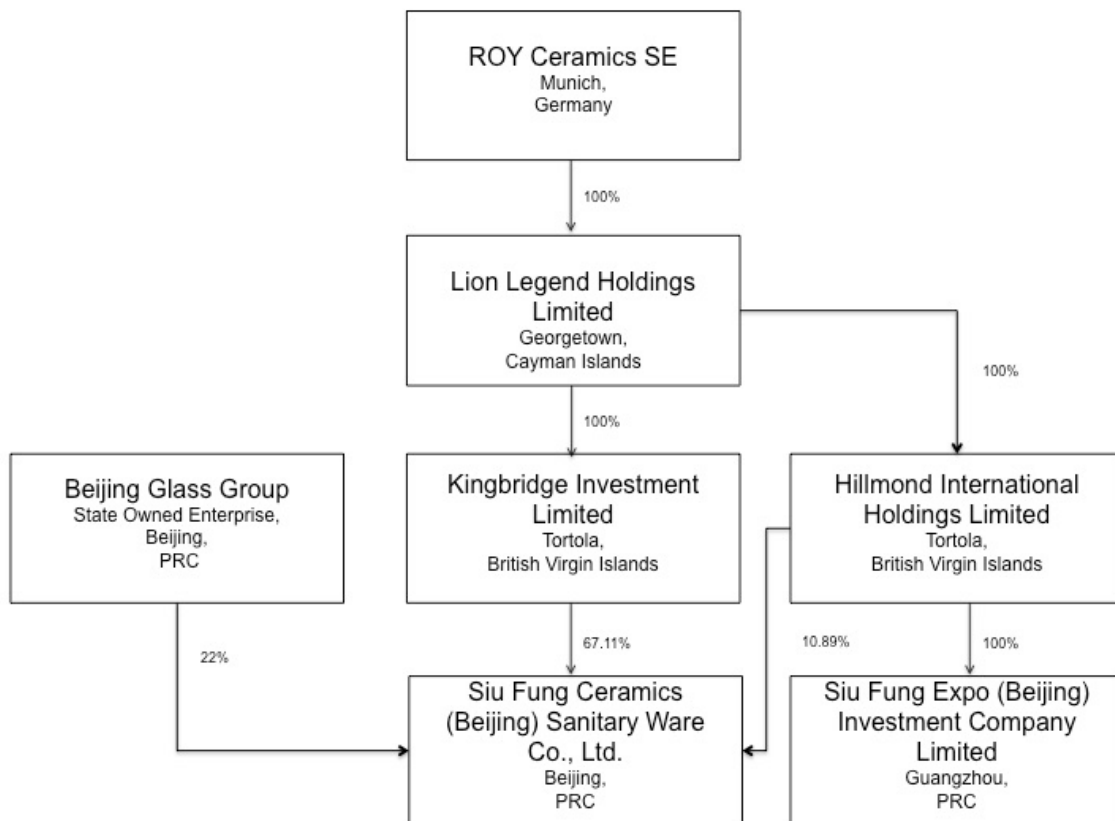 ROY Ceramics SE
Munich,
Germany
100%
Lion Legend Holdings
Limited
Georgetown,
Cayman Islands
100%
100%
Beijing Glass Group
State Owned Enterprise,
Beijing,
PRC
Kingbridge Investment
Limited
Tortola,
British Virgin Islands
Hillmond International
Holdings Limited
Tortola,
British Virgin Islands
22%
67.11%
10.89%
100%
Siu Fung Ceramics
(Beijing) Sanitary Ware
Co., Ltd.
Beijing,
PRC
Siu Fung Expo (Beijing)
Investment Company
Limited
Guangzhou,
PRC